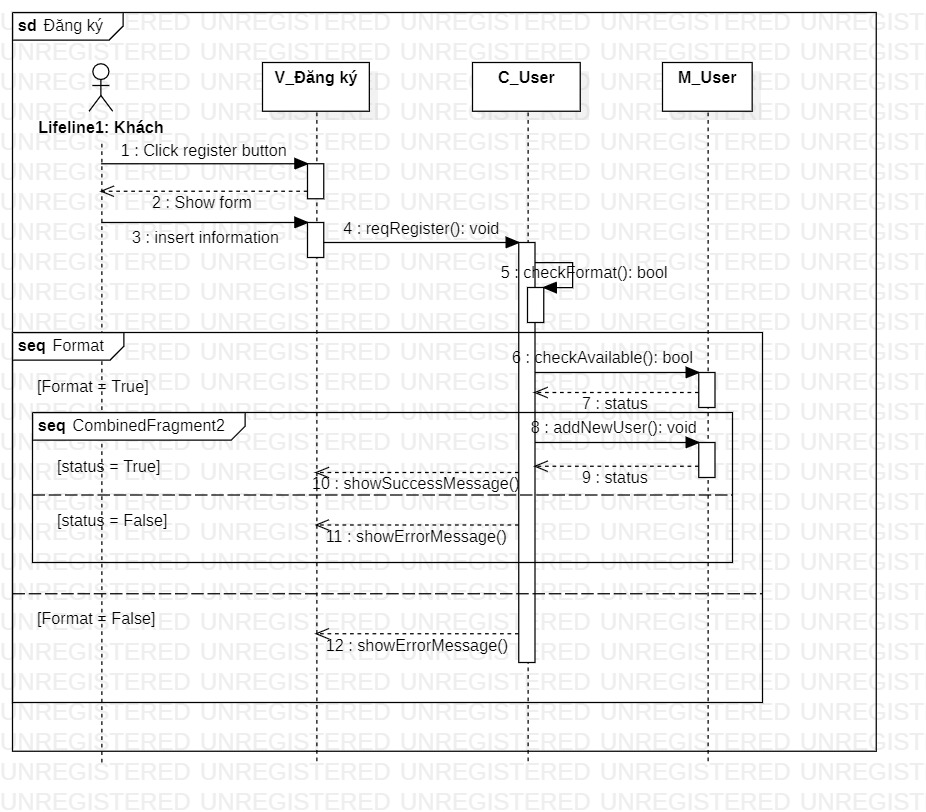 sd Đăng ký
V_Đăng ký
C_User
M_User
Lifeline1: Khách
1 : Click register button
2 : Show form
3 : insert information
4 : reqRegister(): void
5 : checkFormat(): bool
seq Format
6 : checkAvailable(): bool
[Format = True]
7 : status
seq CombinedFragment2
8 : addNewUser(): void
[status = True]
9 : status
10 : showSuccessMessage()
[status = False]
11 : showErrorMessage()
[Format = False]
12 : showErrorMessage()
UNREGISTERED